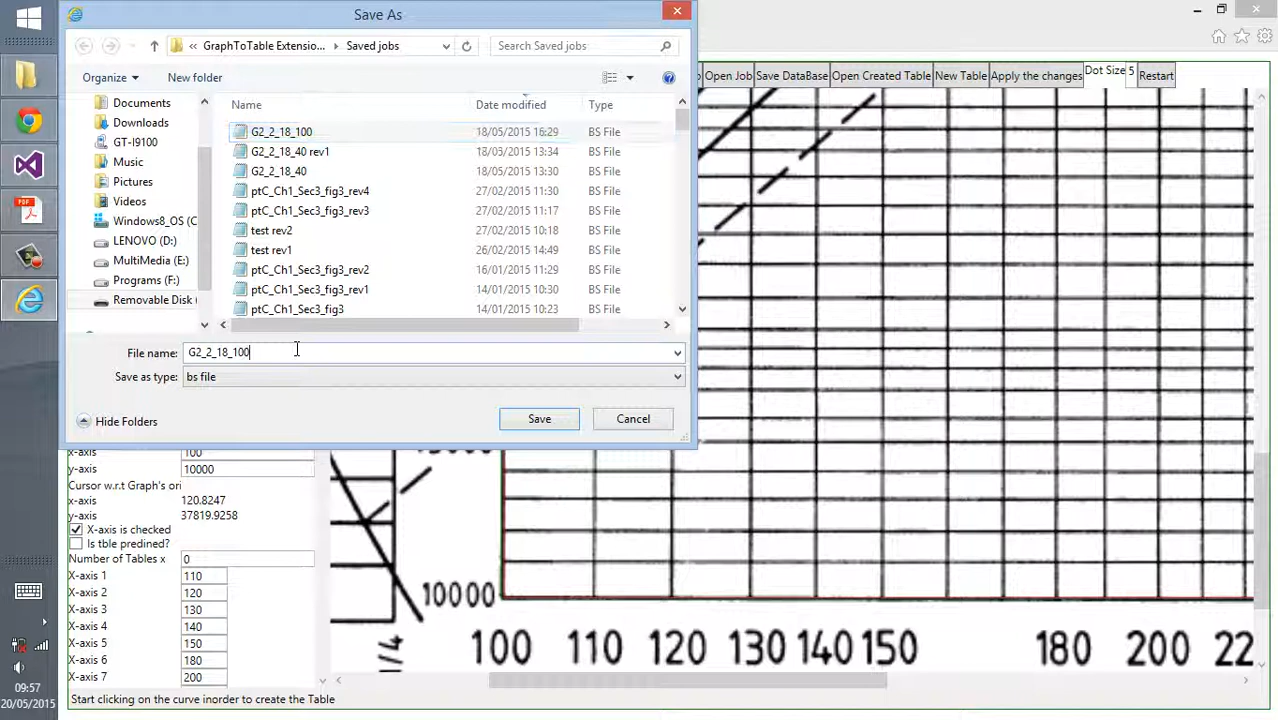 Save As
GraphToTable Extensio...
Saved jobs
Search Saved jobs
Organize
New folder
Documents
Downloads
GT-I9100
Music
Pictures
Videos
Windows8_OS (C
LENOVO (D:)
MultiMedia (E:)
Programs (F:)
Removable Disk
Name Date modified Type
G2_2_18_100 18/05/2015 16:29 BS File
G2_2_18_40 rev1 18/05/2015 13:34 BS File
G2_2_18_40 18/05/2015 13:30 BS File
ptC_Ch1_Sec3_fig3_rev4 27/02/2015 11:30 BS File
ptC_Ch1_Sec3_fig3_rev3 27/02/2015 11:17 BS File
test rev2 27/02/2015 10:18 BS File
test rev1 26/02/2015 14:49 BS File
ptC_Ch1_Sec3_fig3_rev2 16/01/2015 11:29 BS File
ptC_Ch1_Sec3_fig3_rev1 14/01/2015 10:30 BS File
ptC_Ch1_Sec3_fig3 14/01/2015 10:23 BS File
File name: G2_2_18_100
Save as type: bs file
Hide Folders
Save
Cancel
Open Job
Save DataBase
Open Created Table
New Table
Apply the changes
Dot Size 5
Restart
x-axis 100
y-axis 10000
Cursor w.r.t Graph's ori
x-axis 120.8247
y-axis 37819.9258
X-axis is checked
Is tble predined?
Number of Tables x 0
X-axis 1 110
X-axis 2 120
X-axis 3 130
X-axis 4 140
X-axis 5 150
X-axis 6 180
X-axis 7 200
Start clicking on the curve inorder to create the Table
10000
1/4
100 110 120 130 140 150 180 200 22
09:57
20/05/2015